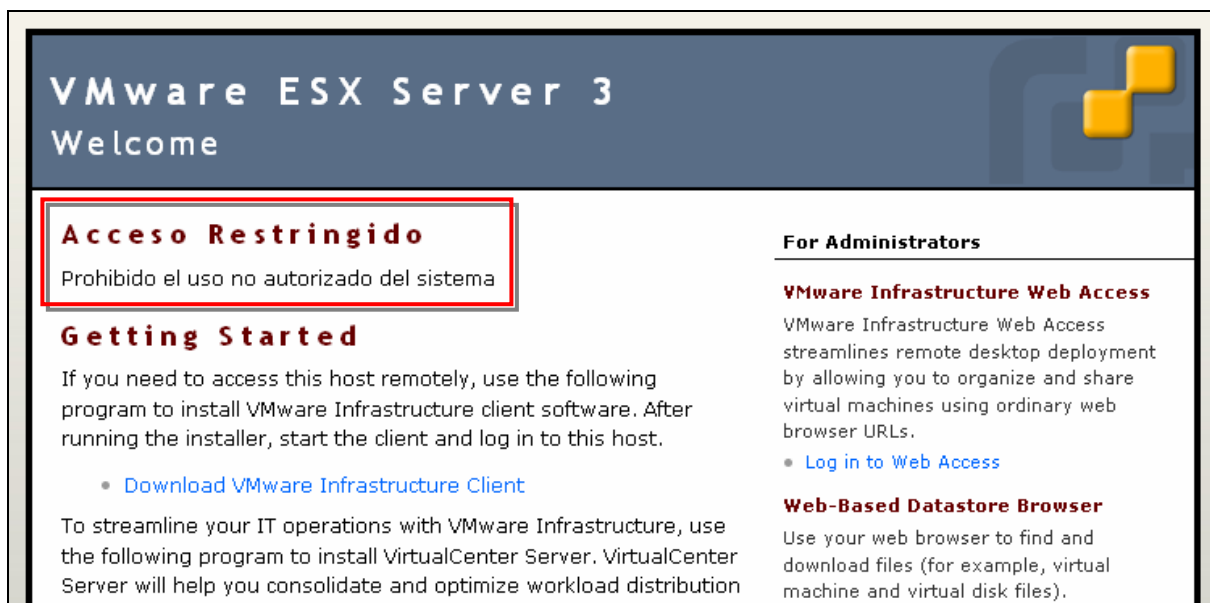 VMware ESX Server 3
Welcome
Acceso Restringido
Prohibido el uso no autorizado del sistema
Getting Started
If you need to access this host remotely, use the following
program to install VMware Infrastructure client software. After
running the installer, start the client and log in to this host.
Download VMware Infrastructure Client
To streamline your IT operations with VMware Infrastructure, use
the following program to install VirtualCenter Server. VirtualCenter
Server will help you consolidate and optimize workload distribution
For Administrators
VMware Infrastructure Web Access
VMware Infrastructure Web Access
streamlines remote desktop deployment
by allowing you to organize and share
virtual machines using ordinary web
browser URLs.
Log in to Web Access
Web-Based Datastore Browser
Use your web browser to find and
download files (for example, virtual
machine and virtual disk files).